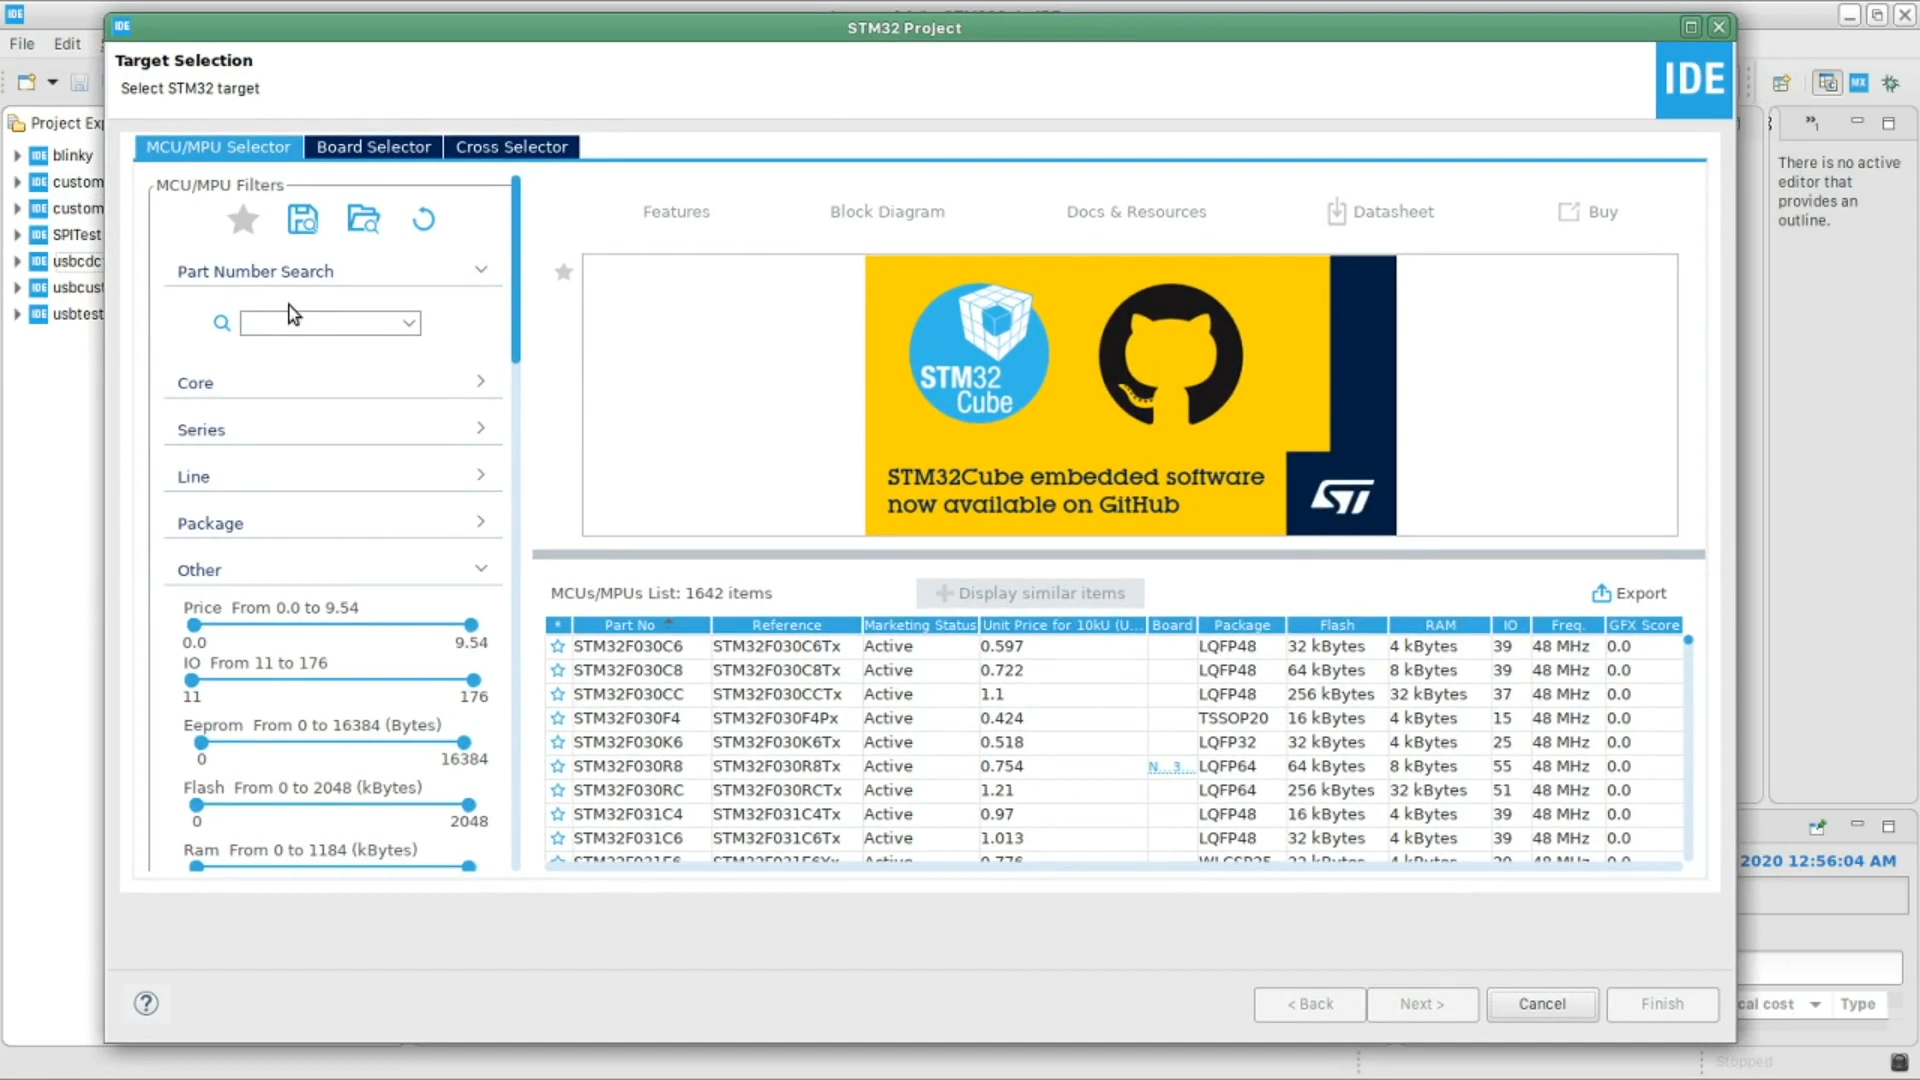 IDE
IDE
STM32 Project
File
Edit
Target Selection
Select STM32 target
IDE
MX
Project Exp
IDE blinky
IDE custom
IDE custom
IDE SPITest
IDE usbcdc
IDE usbcust
IDE usbtest
MCU/MPU Selector
Board Selector
Cross Selector
MCU/MPU Filters
Part Number Search
Core
Series
Line
Package
Other
Price From 0.0 to 9.54
0.0 9.54
IO From 11 to 176
11 176
Eeprom From 0 to 16384 (Bytes)
0 16384
Flash From 0 to 2048 (kBytes)
0 2048
Ram From 0 to 1184 (kBytes)
Features
Block Diagram
Docs & Resources
Datasheet
Buy
STM32
Cube
STM32Cube embedded software
now available on GitHub
ST
MCUs/MPUs List: 1642 items
+ Display similar items
Export
* Part No Reference Marketing Status Unit Price for 10kU (U... Board Package Flash RAM IO Freq. GFX Score
STM32F030C6 STM32F030C6Tx Active 0.597 LQFP48 32 kBytes 4 kBytes 39 48 MHz 0.0
STM32F030C8 STM32F030C8Tx Active 0.722 LQFP48 64 kBytes 8 kBytes 39 48 MHz 0.0
STM32F030CC STM32F030CCTx Active 1.1 LQFP48 256 kBytes 32 kBytes 37 48 MHz 0.0
STM32F030F4 STM32F030F4Px Active 0.424 TSSOP20 16 kBytes 4 kBytes 15 48 MHz 0.0
STM32F030K6 STM32F030K6Tx Active 0.518 LQFP32 32 kBytes 4 kBytes 25 48 MHz 0.0
STM32F030R8 STM32F030R8Tx Active 0.754 N...3... LQFP64 64 kBytes 8 kBytes 55 48 MHz 0.0
STM32F030RC STM32F030RCTx Active 1.21 LQFP64 256 kBytes 32 kBytes 51 48 MHz 0.0
STM32F031C4 STM32F031C4Tx Active 0.97 LQFP48 16 kBytes 4 kBytes 39 48 MHz 0.0
STM32F031C6 STM32F031C6Tx Active 1.013 LQFP48 32 kBytes 4 kBytes 39 48 MHz 0.0
There is no active
editor that
provides an
outline.
2020 12:56:04 AM
cal cost
Type
Stopped
?
< Back
Next >
Cancel
Finish